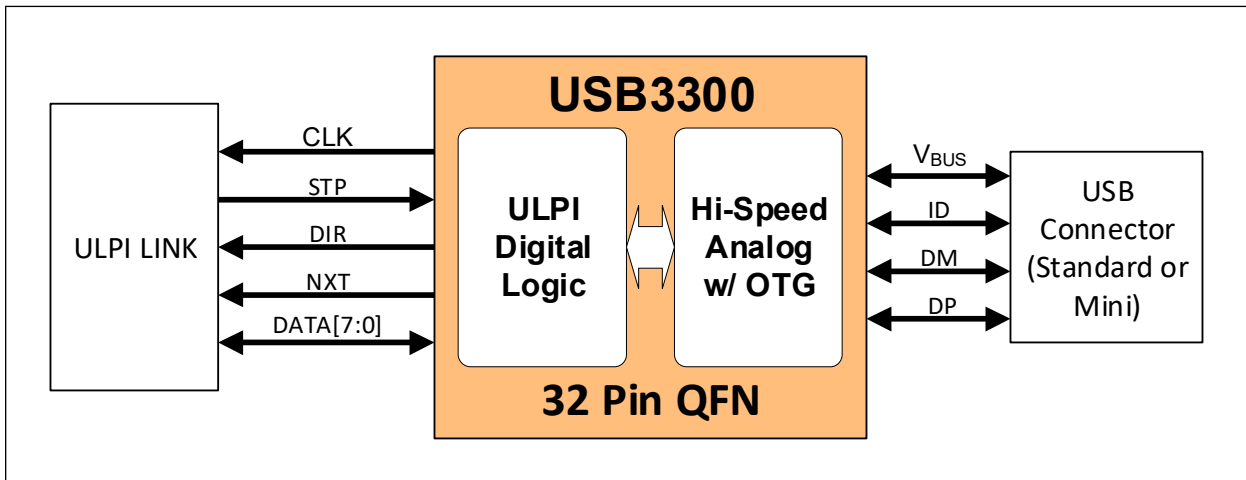 USB3300
ULPI LINK
CLK
STP
DIR
NXT
DATA[7:0]
ULPI
Digital
Logic
Hi-Speed
Analog
w/ OTG
VBUS
ID
DM
DP
USB
Connector
(Standard or
Mini)
32 Pin QFN